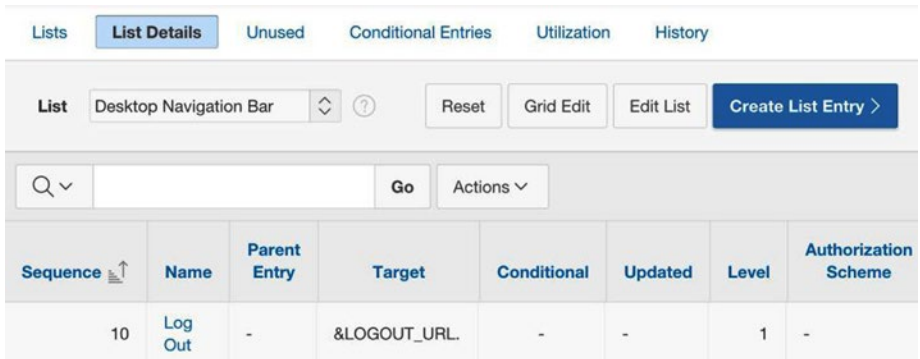 Lists List Details Unused Conditional Entries Utilization History
List Desktop Navigation Bar ? Reset Grid Edit Edit List Create List Entry >
Go Actions
Sequence Name Parent Entry Target Conditional Updated Level Authorization Scheme
10 Log Out - &LOGOUT_URL. - - 1 -